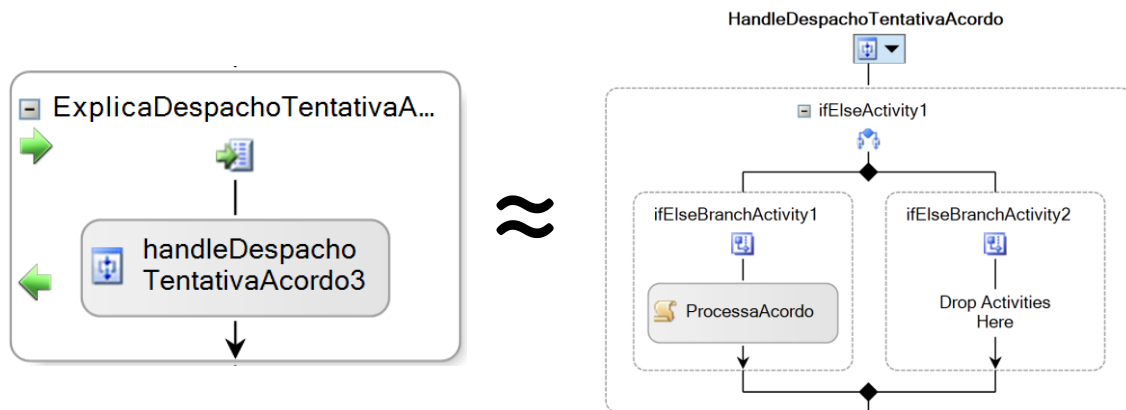 ExplicaDespachoTentativaA...
handleDespacho
TentativaAcordo3
≈
HandleDespachoTentativaAcordo
ifElseActivity1
ifElseBranchActivity1
ifElseBranchActivity2
ProcessaAcordo
Drop Activities
Here